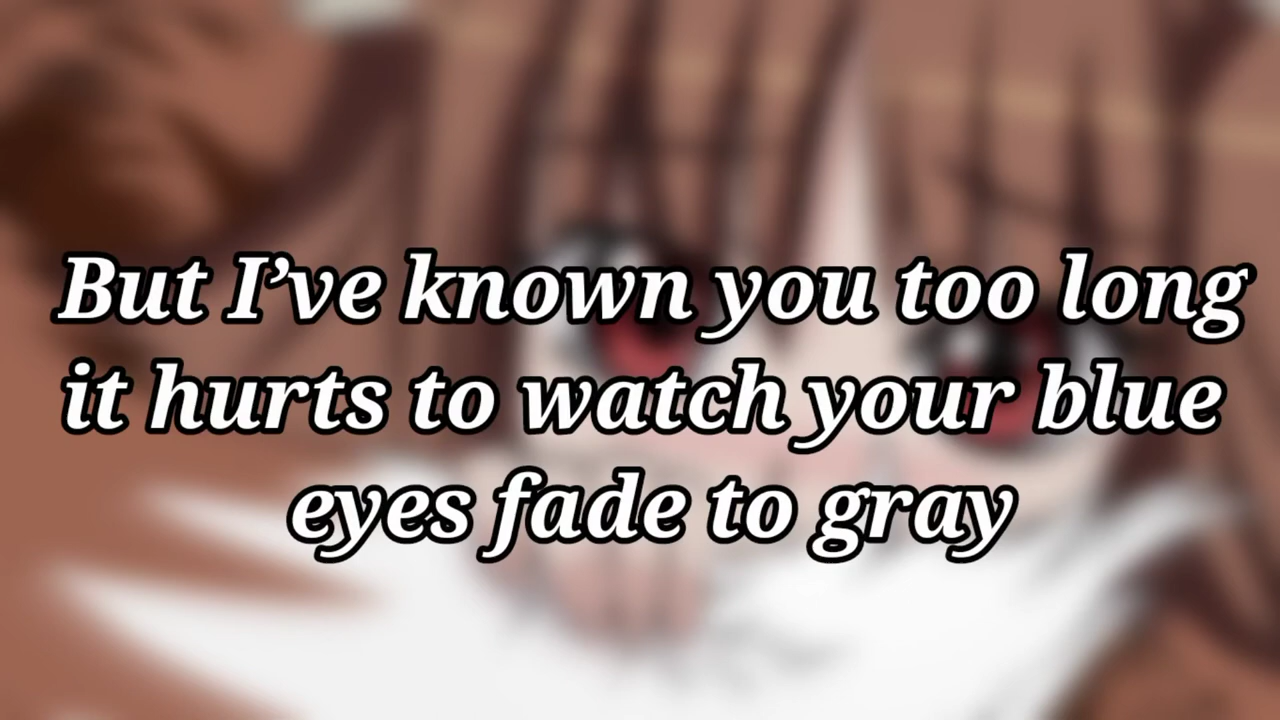 But I’ve known you too long
it hurts to watch your blue
eyes fade to gray